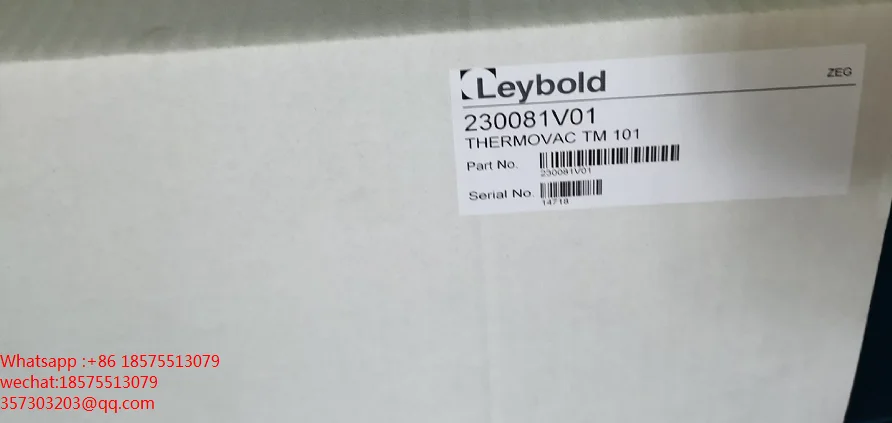 Leybold
ZEG
230081V01
THERMOVAC TM 101
Part No.
230081V01
Serial No.
14718
Whatsapp :+86 18575513079
wechat:18575513079
357303203@qq.com